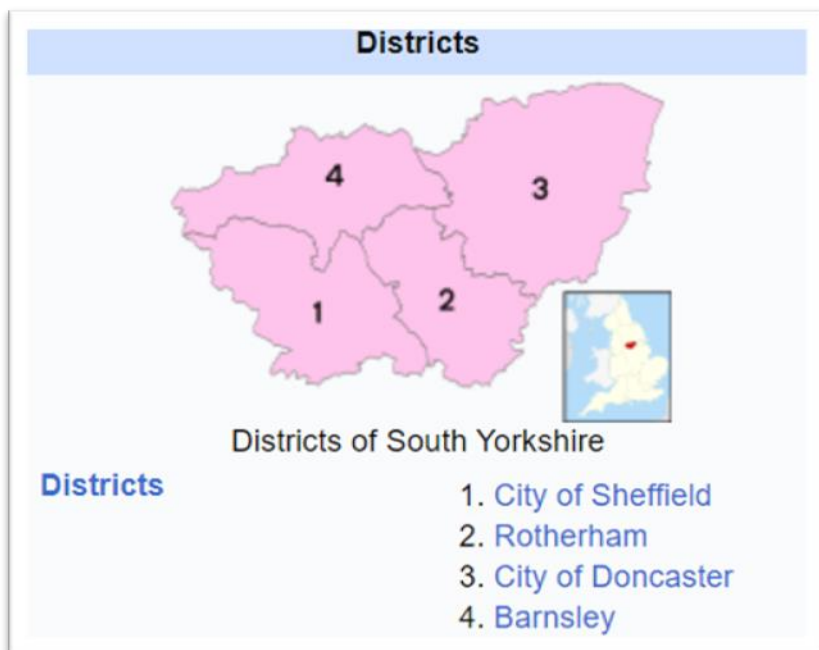 Districts
4
3
1
2
Districts of South Yorkshire
Districts
1. City of Sheffield
2. Rotherham
3. City of Doncaster
4. Barnsley